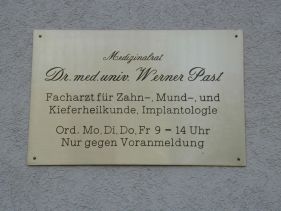 Medizinalrat
Dr. med. univ. Werner Past
Facharzt für Zahn-, Mund-, und
Kieferheilkunde, Implantologie
Ord. Mo, Di, Do, Fr 9 - 14 Uhr
Nur gegen Voranmeldung